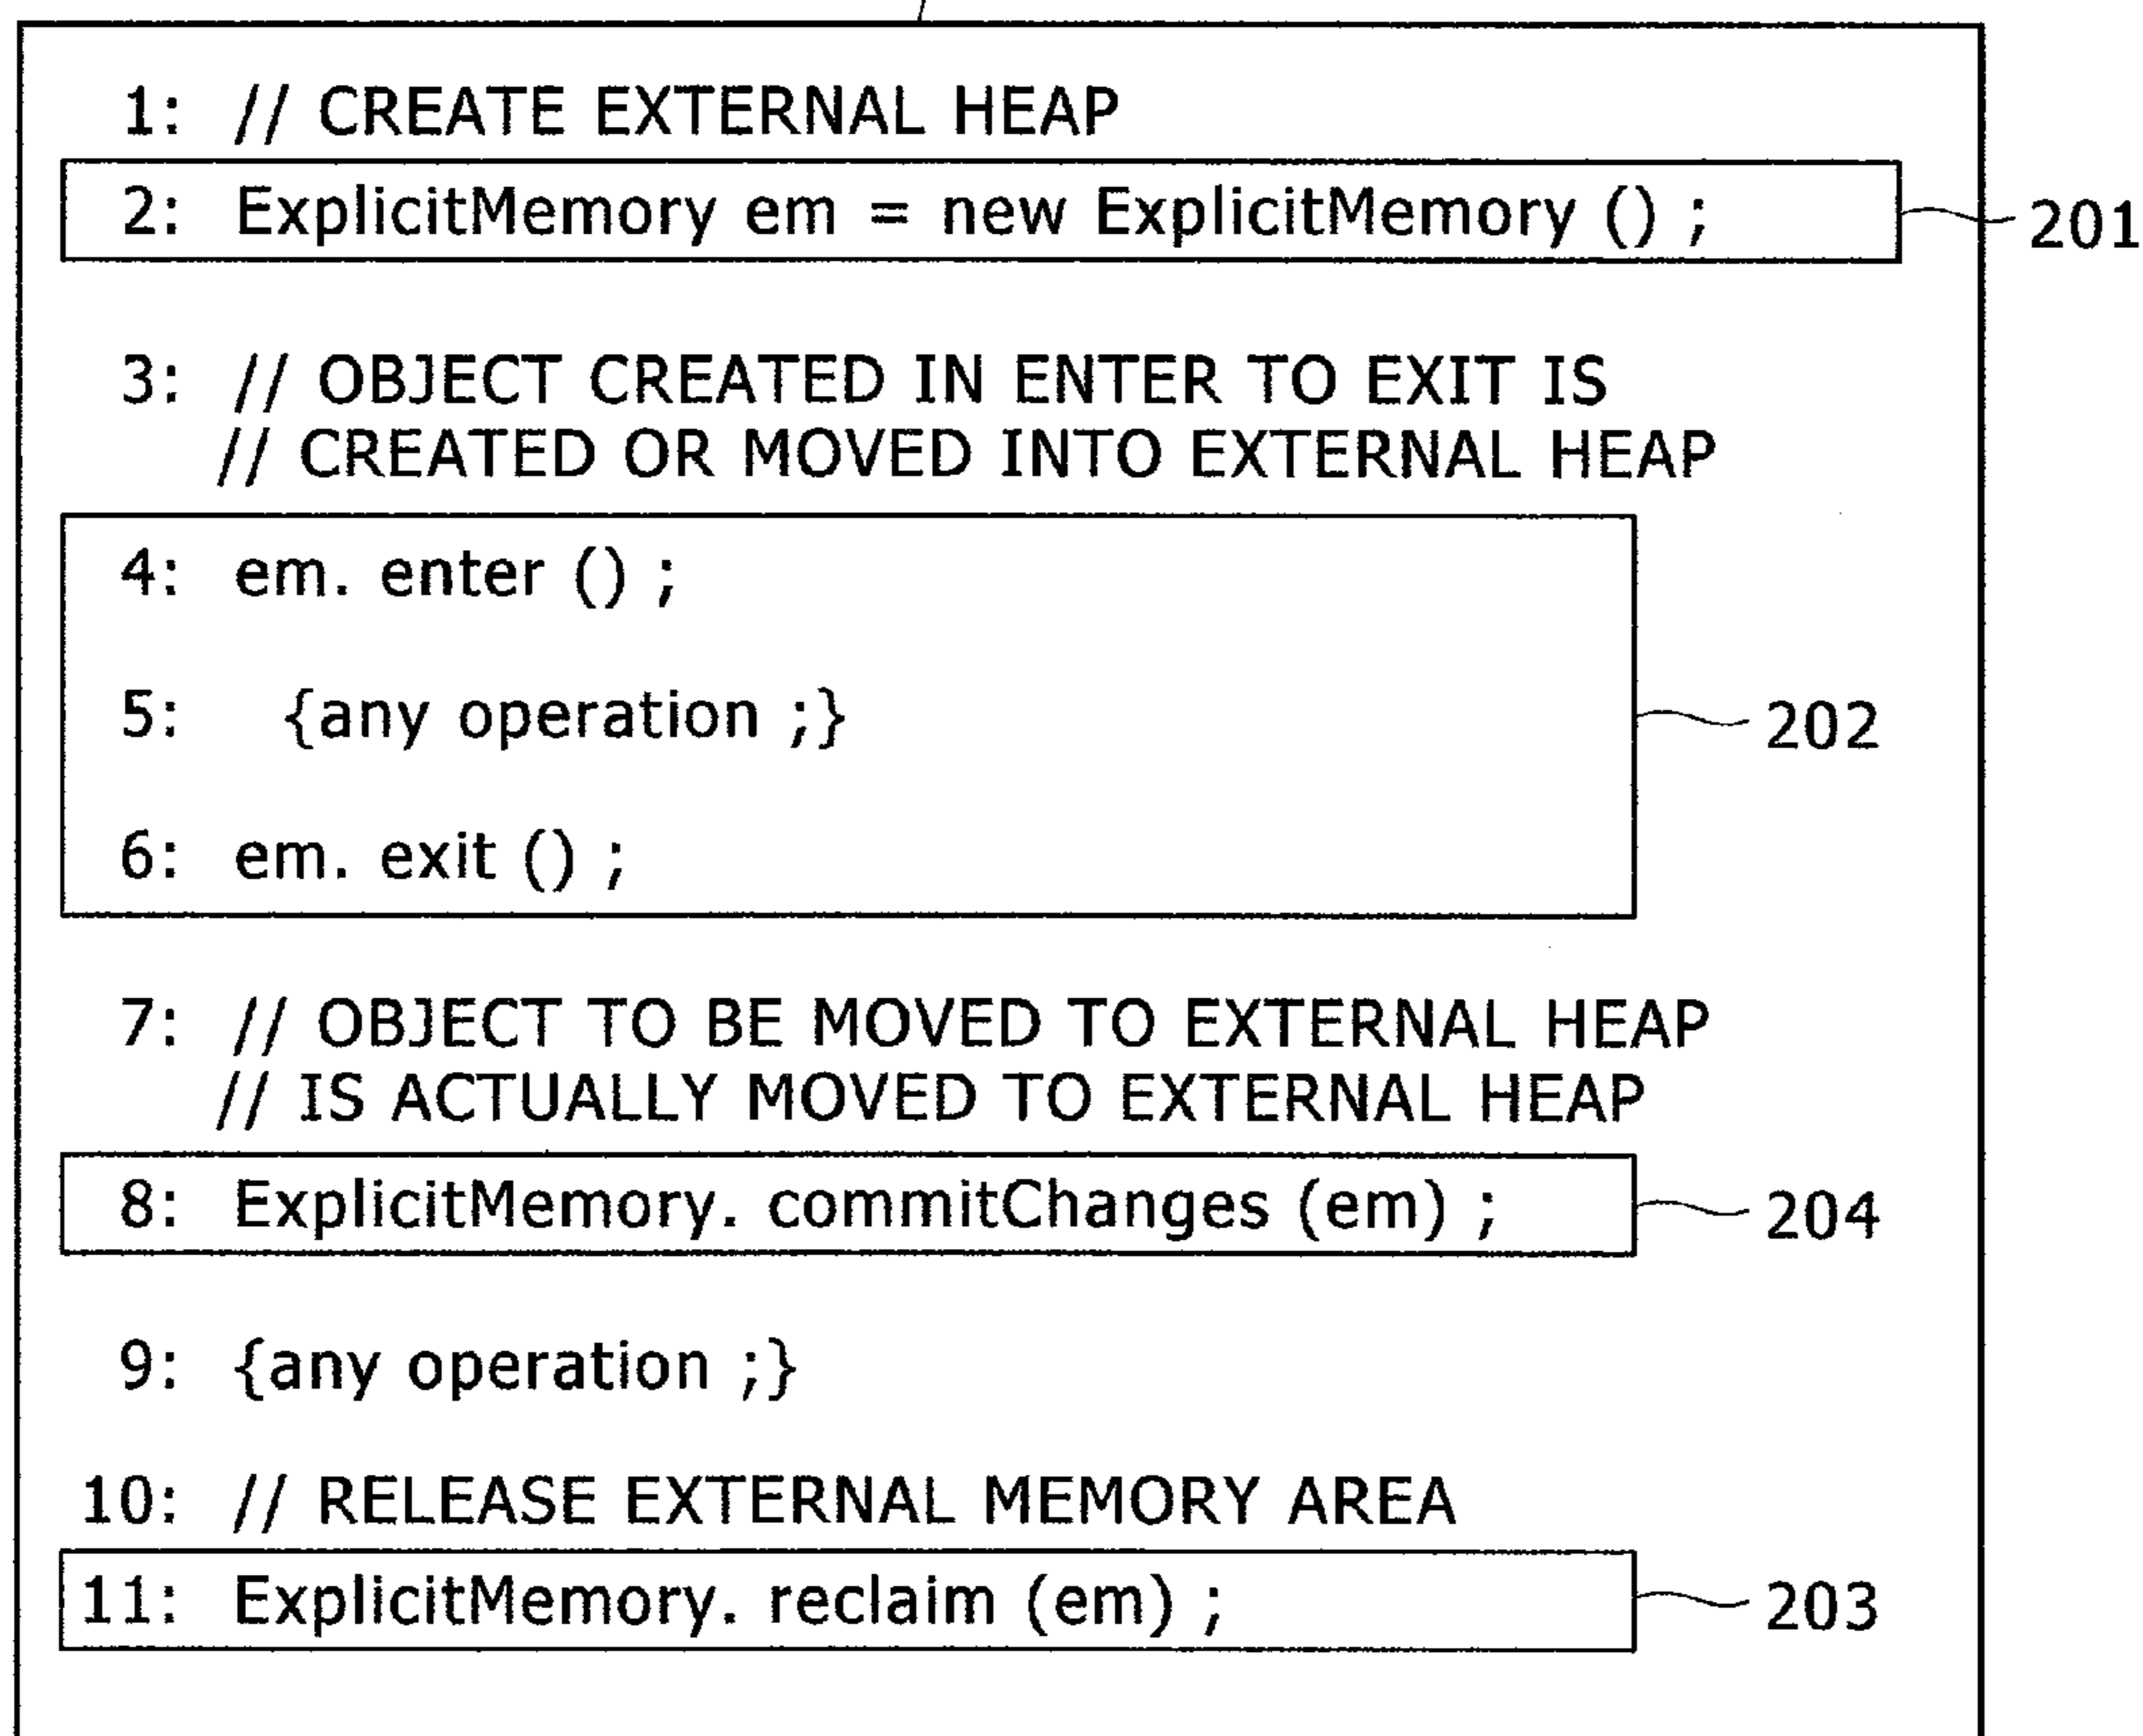 1: // CREATE EXTERNAL HEAP
2: ExplicitMemory em = new ExplicitMemory () ;
201
3: // OBJECT CREATED IN ENTER TO EXIT IS
// CREATED OR MOVED INTO EXTERNAL HEAP
4: em. enter () ;
5: {any operation ;}
202
6: em. exit () ;
7: // OBJECT TO BE MOVED TO EXTERNAL HEAP
// IS ACTUALLY MOVED TO EXTERNAL HEAP
8: ExplicitMemory. commitChanges (em) ;
204
9: {any operation ;}
10: // RELEASE EXTERNAL MEMORY AREA
11: ExplicitMemory. reclaim (em) ;
203